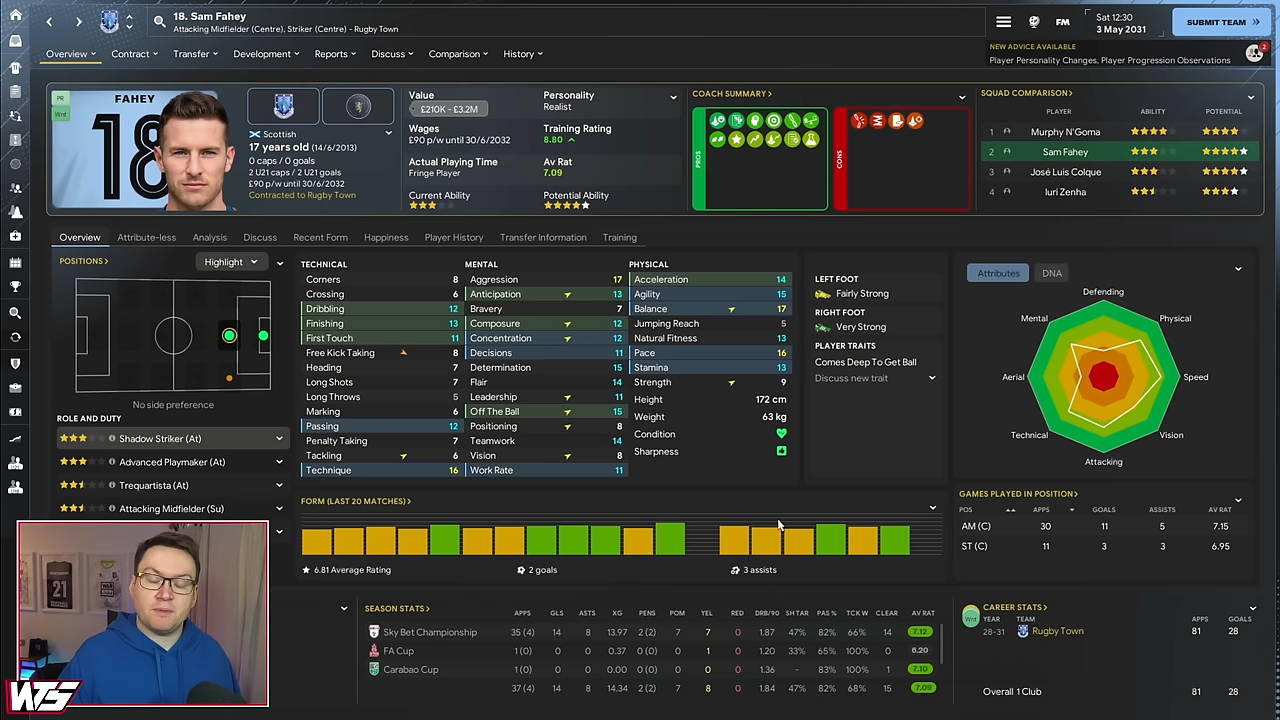 18. Sam Fahey
Attacking Midfielder (Centre), Striker (Centre) - Rugby Town
FM
Sat 12:30
3 May 2031
SUBMIT TEAM
Overview
Contract
Transfer
Development
Reports
Discuss
Comparison
History
NEW ADVICE AVAILABLE
Player Personality Changes, Player Progression Observations
2
PR
Wnt
FAHEY
18
Scottish
17 years old (14/6/2013)
0 caps / 0 goals
2 U21 caps / 2 U21 goals
£90 p/w until 30/6/2032
Contracted to Rugby Town
Value
£210K - £3.2M
Wages
£90 p/w until 30/6/2032
Actual Playing Time
Fringe Player
Current Ability
Personality
Realist
Training Rating
8.80
Av Rat
7.09
Potential Ability
COACH SUMMARY >
PROS
CONS
SQUAD COMPARISON >
PLAYER ABILITY POTENTIAL
1 Murphy N'Goma
2 Sam Fahey
3 José Luis Colque
4 Iuri Zenha
Overview
Attribute-less
Analysis
Discuss
Recent Form
Happiness
Player History
Transfer Information
Training
POSITIONS >
Highlight
No side preference
ROLE AND DUTY
Shadow Striker (At)
Advanced Playmaker (At)
Trequartista (At)
Attacking Midfielder (Su)
TECHNICAL
Corners 8
Crossing 6
Dribbling 12
Finishing 13
First Touch 11
Free Kick Taking 8
Heading 7
Long Shots 7
Long Throws 5
Marking 6
Passing 12
Penalty Taking 7
Tackling 6
Technique 16
MENTAL
Aggression 17
Anticipation 13
Bravery 7
Composure 12
Concentration 12
Decisions 11
Determination 15
Flair 14
Leadership 11
Off The Ball 15
Positioning 8
Teamwork 14
Vision 8
Work Rate 11
PHYSICAL
Acceleration 14
Agility 15
Balance 17
Jumping Reach 5
Natural Fitness 13
Pace 16
Stamina 13
Strength 9
Height 172 cm
Weight 63 kg
Condition
Sharpness
LEFT FOOT
Fairly Strong
RIGHT FOOT
Very Strong
PLAYER TRAITS
Comes Deep To Get Ball
Discuss new trait
Attributes
DNA
Defending
Mental
Physical
Aerial
Speed
Technical
Vision
Attacking
FORM (LAST 20 MATCHES) >
6.81 Average Rating
2 goals
3 assists
GAMES PLAYED IN POSITION >
POS APPS GOALS ASSISTS AV RAT
AM (C) 30 11 5 7.15
ST (C) 11 3 3 6.95
SEASON STATS > APPS GLS ASTS XG PENS POM YEL RED DRB/90 SH TAR PAS % TCK W CLEAR AV RAT
Sky Bet Championship 35 (4) 14 8 13.97 2 (2) 7 7 0 1.87 47% 82% 66% 14 7.12
FA Cup 1 (0) 0 0 0.37 0 (0) 0 1 0 1.20 33% 65% 100% 0 6.20
Carabao Cup 1 (0) 0 0 0.00 0 (0) 0 0 0 1.36 - 83% 100% 1 7.10
37 (4) 14 8 14.34 2 (2) 7 8 0 1.84 47% 82% 68% 15 7.09
Wnt
CAREER STATS >
YEAR TEAM APPS GOALS
28-31 Rugby Town 81 28
Overall 1 Club 81 28
21
WTS